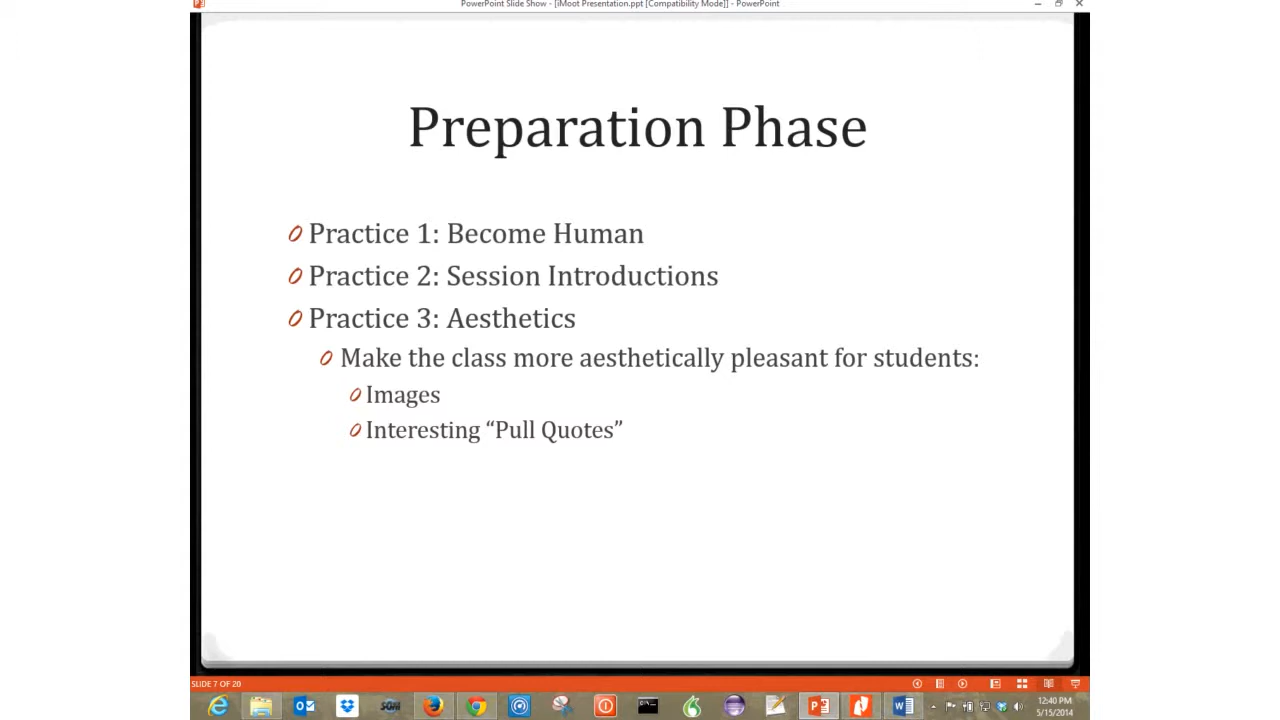 PowerPoint Slide Show - [iMoot Presentation.ppt [Compatibility Mode]] - PowerPoint
Preparation Phase
Practice 1: Become Human
Practice 2: Session Introductions
Practice 3: Aesthetics
Make the class more aesthetically pleasant for students:
Images
Interesting “Pull Quotes”
SLIDE 7 OF 20
SGM
12:40 PM
5/15/2014